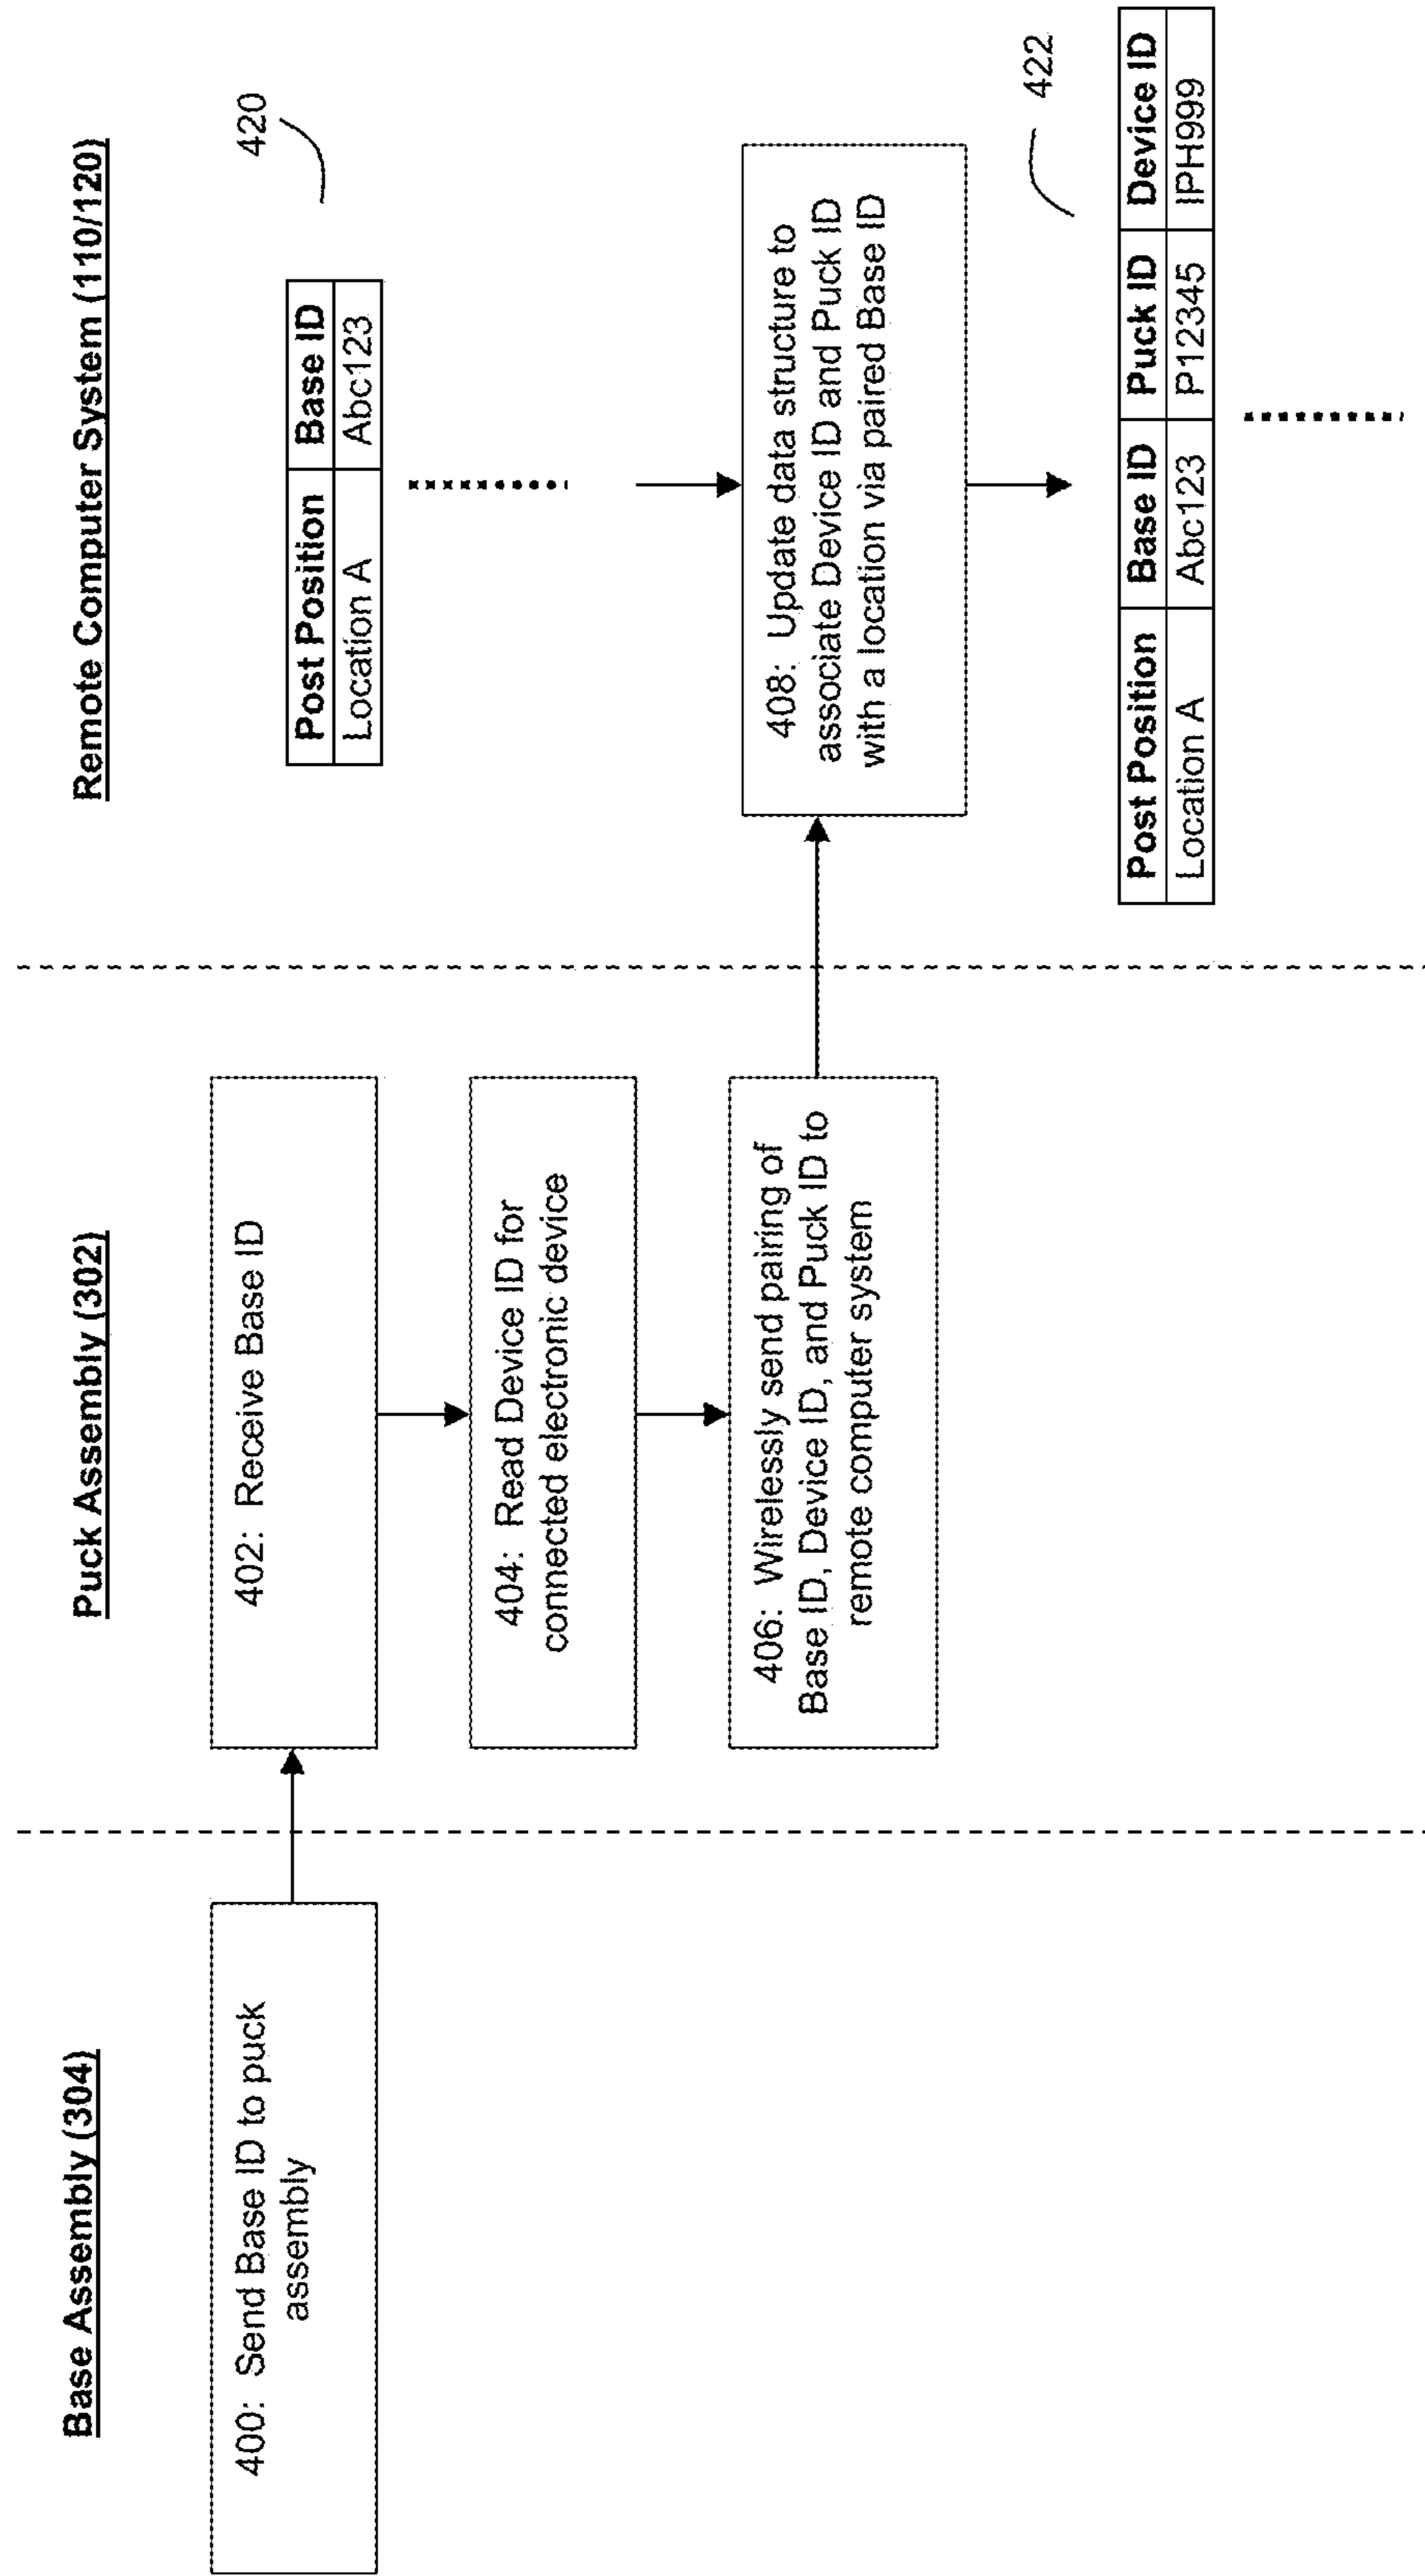 Base Assembly (304)
400: Send Base ID to puck
assembly
Puck Assembly (302)
402: Receive Base ID
404: Read Device ID for
connected electronic device
406: Wirelessly send pairing of
Base ID, Device ID, and Puck ID to
remote computer system
Remote Computer System (110/120)
420
Post Position Base ID
Location A Abc123
408: Update data structure to
associate Device ID and Puck ID
with a location via paired Base ID
422
Post Position Base ID Puck ID Device ID
Location A Abc123 P12345 IPH999